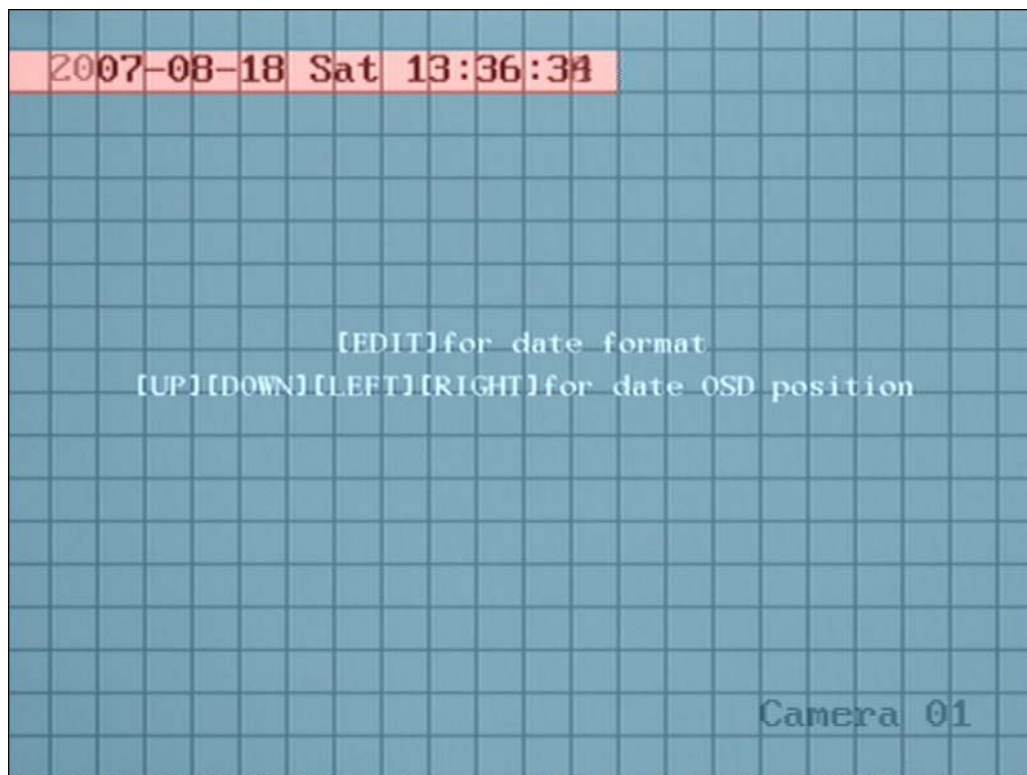 2007-08-18 Sat 13:36:34
[EDIT]for date format
[UP][DOWN][LEFT][RIGHT]for date OSD position
Camera 01